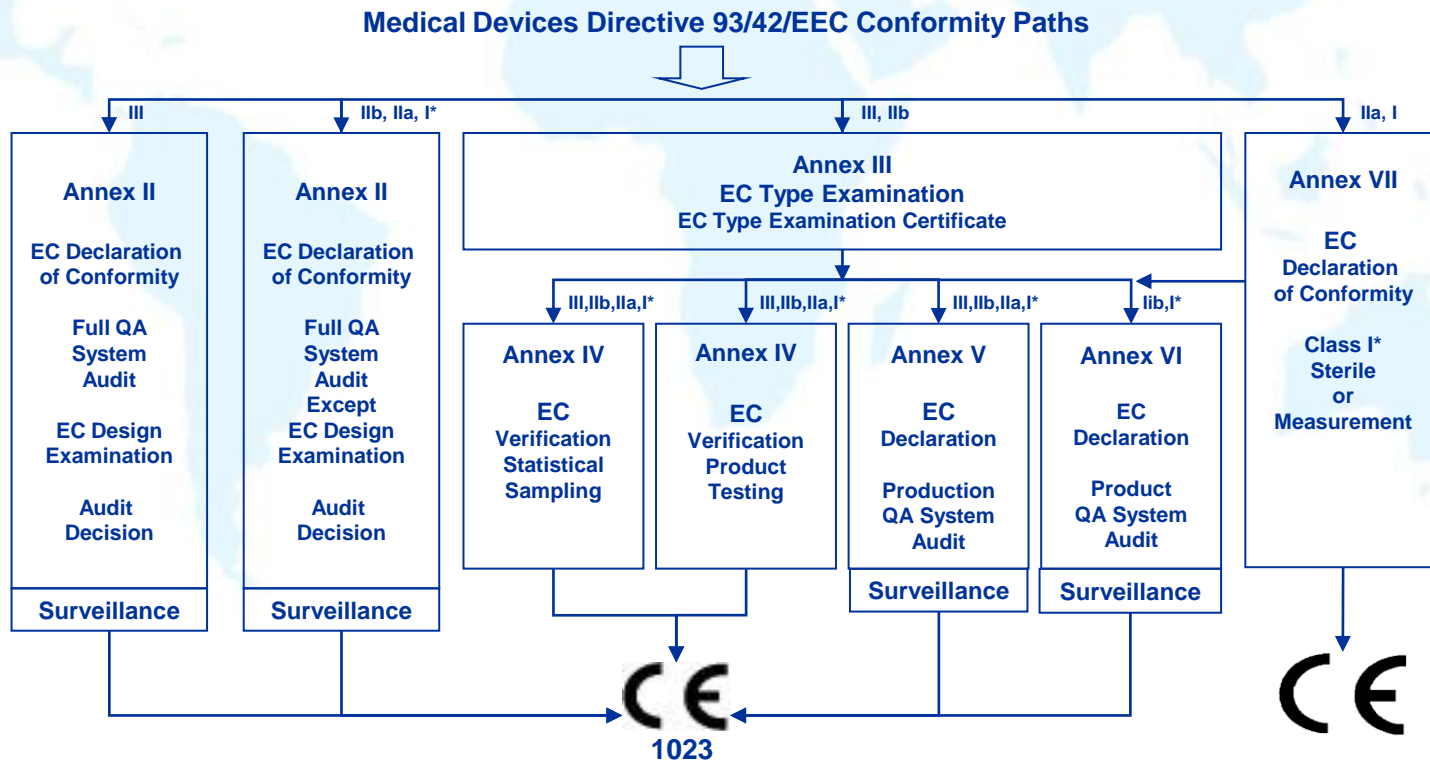 Medical Devices Directive 93/42/EEC Conformity Paths
III
IIb, IIa, I*
III, IIb
IIa, I
Annex II
EC Declaration
of Conformity
Full QA
System
Audit
EC Design
Examination
Audit
Decision
Surveillance
Annex II
EC Declaration
of Conformity
Full QA
System
Audit
Except
EC Design
Examination
Audit
Decision
Surveillance
Annex III
EC Type Examination
EC Type Examination Certificate
III,IIb,IIa,I*
III,IIb,IIa,I*
III,IIb,IIa,I*
Iib,I*
Annex IV
EC
Verification
Statistical
Sampling
Annex IV
EC
Verification
Product
Testing
Annex V
EC
Declaration
Production
QA System
Audit
Surveillance
Annex VI
EC
Declaration
Product
QA System
Audit
Surveillance
Annex VII
EC
Declaration
of Conformity
Class I*
Sterile
or
Measurement
CE
1023
CE